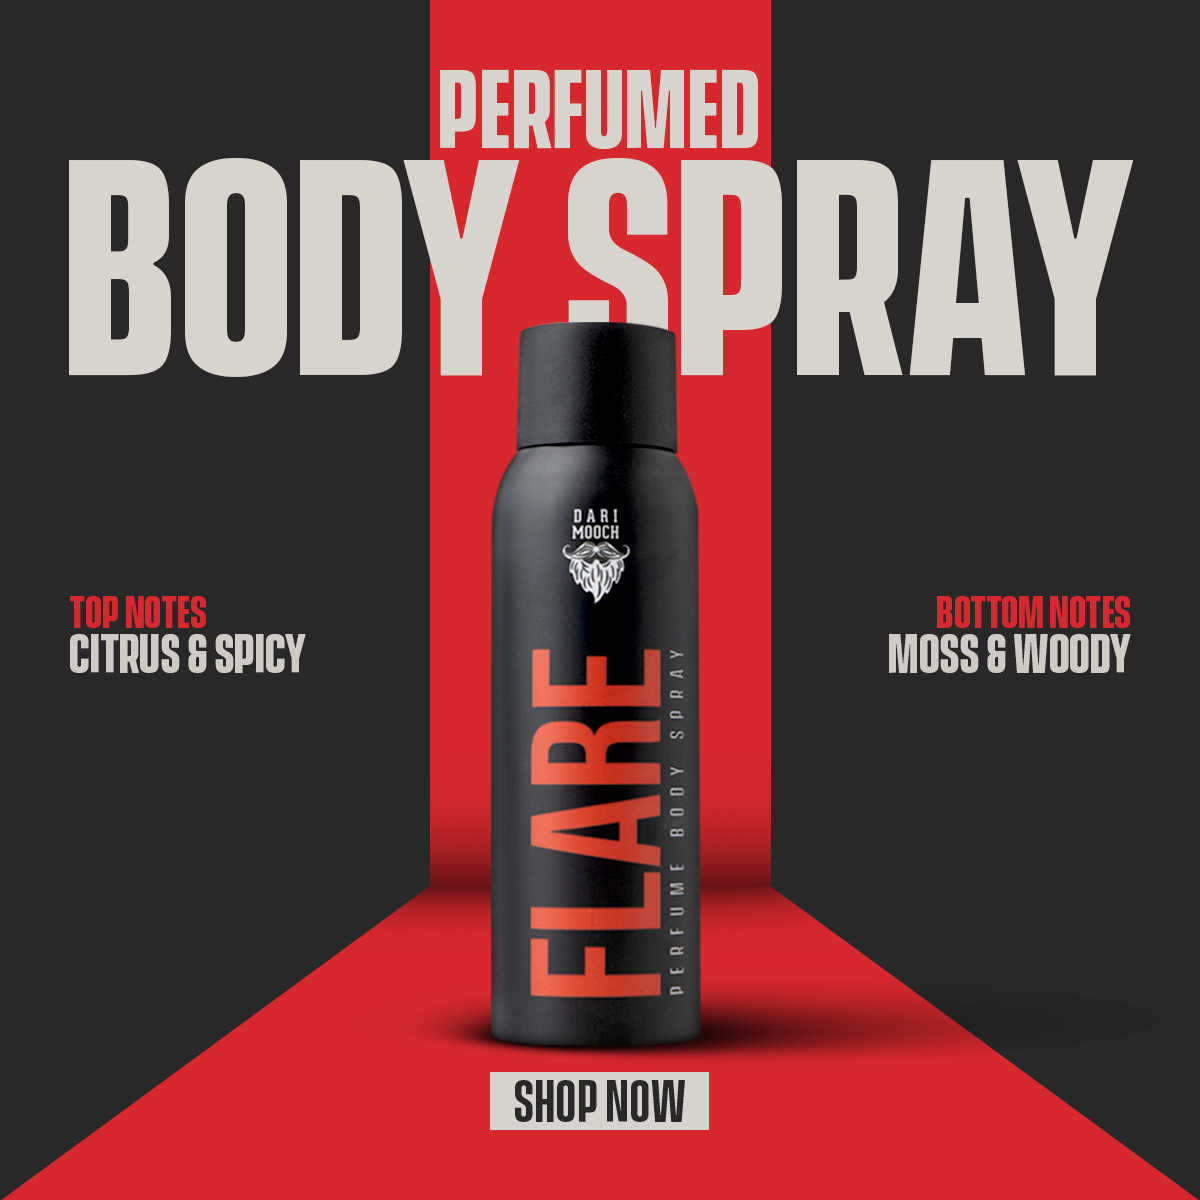 PERFUMED
BODY SPRAY
DARI
MOOCH
TOP NOTES
CITRUS & SPICY
BOTTOM NOTES
MOSS & WOODY
FLARE
PERFUME BODY SPRAY
SHOP NOW